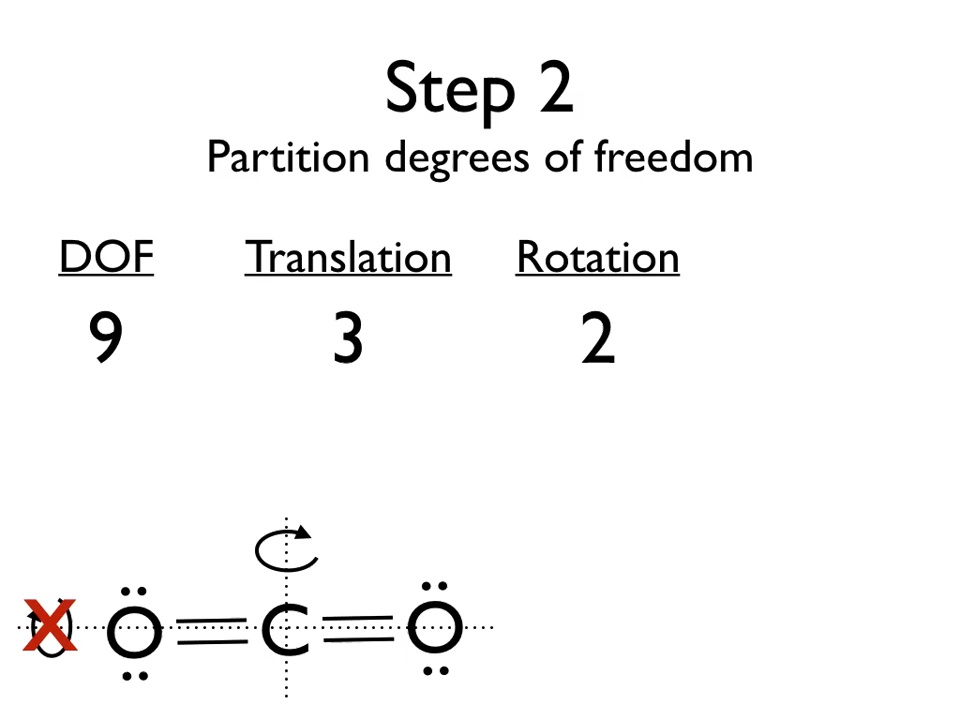 Step 2
Partition degrees of freedom
DOF Translation Rotation
9 3 2
X O C O